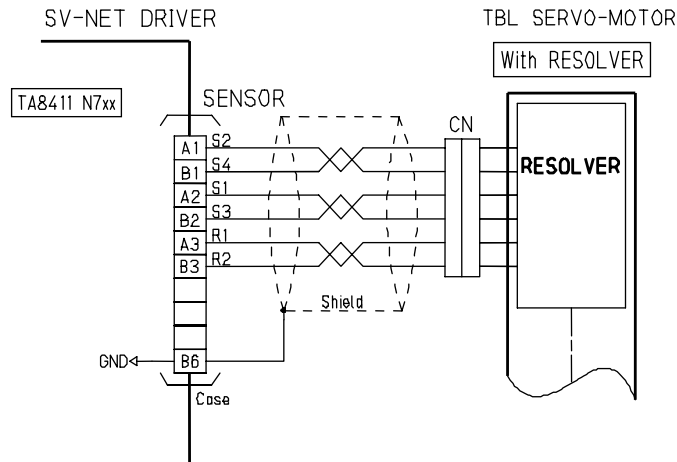 SV-NET DRIVER
TBL SERVO-MOTOR
With RESOLVER
TA8411 N7xx
SENSOR
CN
A1 S2
B1 S4
A2 S1
B2 S3
A3 R1
B3 R2
RESOLVER
Shield
GND B6
Case